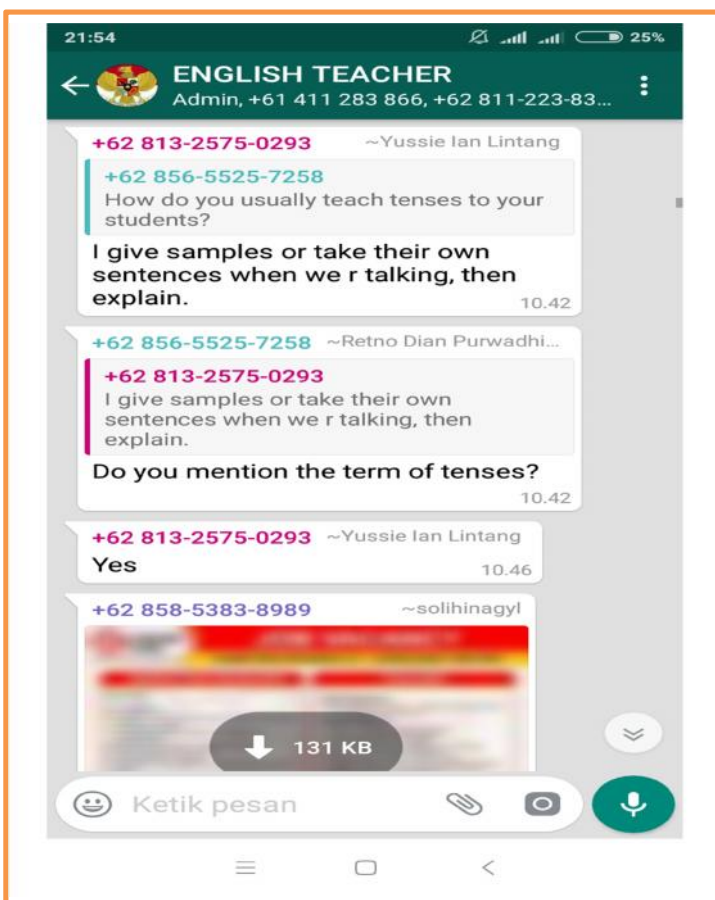 21:54 25%
ENGLISH TEACHER
Admin, +61 411 283 866, +62 811-223-83...
+62 813-2575-0293 ~Yussie Ian Lintang
+62 856-5525-7258
How do you usually teach tenses to your
students?
I give samples or take their own
sentences when we r talking, then
explain.
10.42
+62 856-5525-7258 ~Retno Dian Purwadhi...
+62 813-2575-0293
I give samples or take their own
sentences when we r talking, then
explain.
Do you mention the term of tenses?
10.42
+62 813-2575-0293 ~Yussie Ian Lintang
Yes 10.46
+62 858-5383-8989 ~solihinagyl
131 KB
Ketik pesan